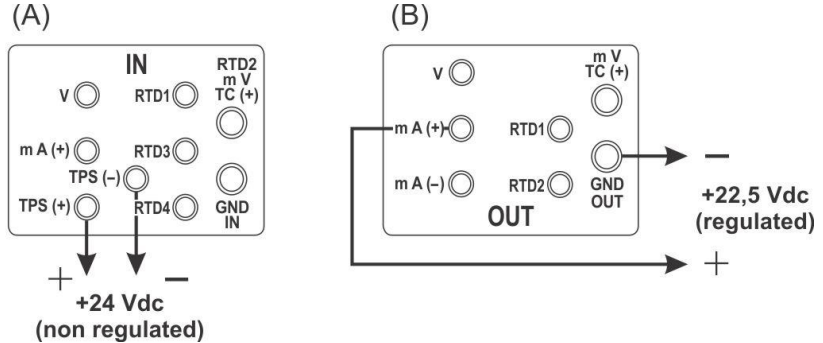 (A)
IN
RTD2
m V
TC (+)
V
RTD1
m A (+)
RTD3
TPS (–)
TPS (+)
RTD4
GND
IN
+ –
+24 Vdc
(non regulated)
(B)
m V
TC (+)
V
m A (+)
RTD1
m A (–)
RTD2
GND
OUT
OUT
–
+22,5 Vdc
(regulated)
+